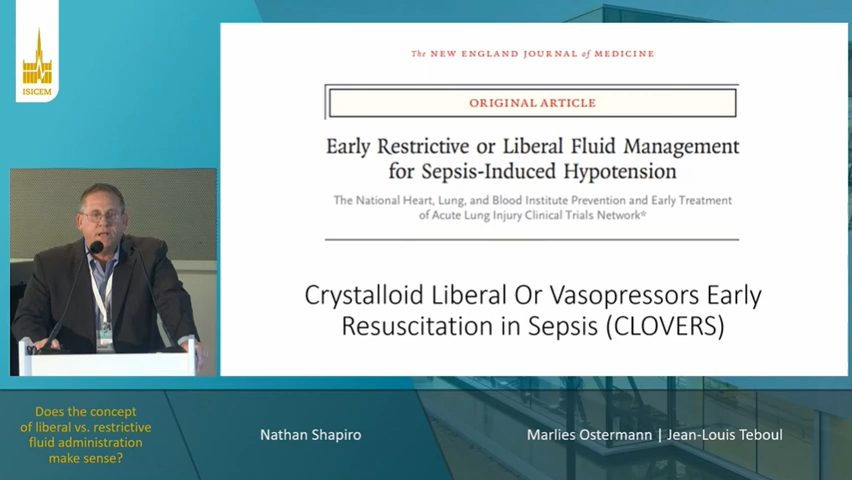 ISICEM
The NEW ENGLAND JOURNAL of MEDICINE
ORIGINAL ARTICLE
Early Restrictive or Liberal Fluid Management
for Sepsis-Induced Hypotension
The National Heart, Lung, and Blood Institute Prevention and Early Treatment
of Acute Lung Injury Clinical Trials Network*
Crystalloid Liberal Or Vasopressors Early
Resuscitation in Sepsis (CLOVERS)
Does the concept
of liberal vs. restrictive
fluid administration
make sense?
Nathan Shapiro
Marlies Ostermann | Jean-Louis Teboul